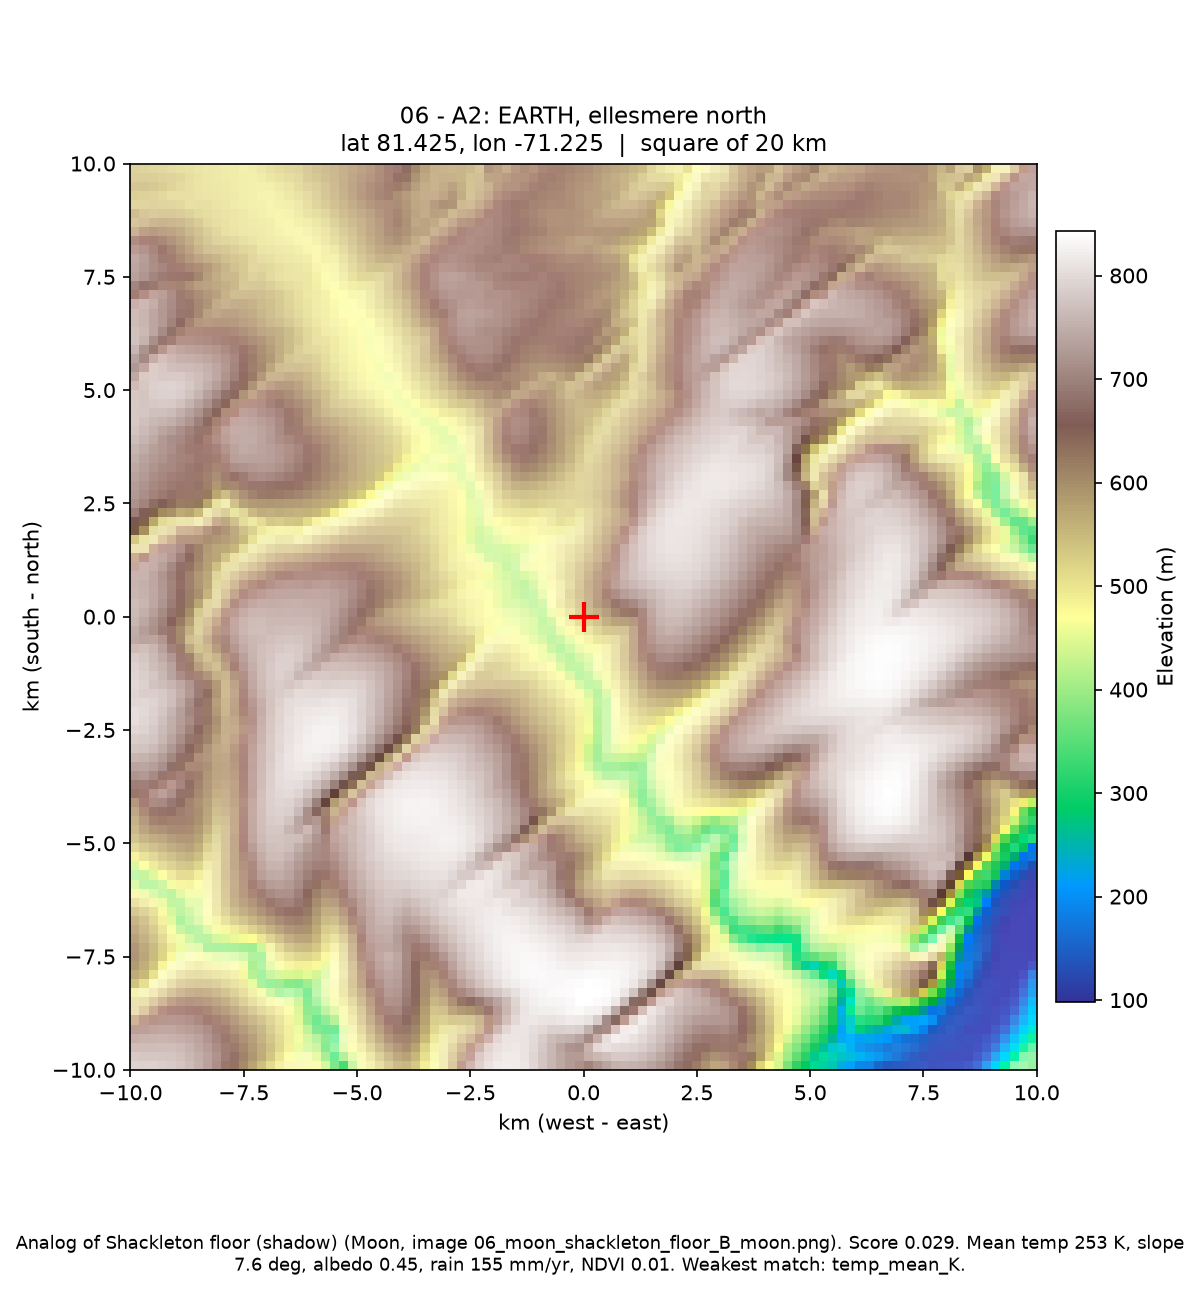 06 - A2: EARTH, ellesmere north
lat 81.425, lon -71.225 | square of 20 km
10.0
7.5
5.0
2.5
0.0
−2.5
−5.0
−7.5
−10.0
km (south - north)
−10.0 −7.5 −5.0 −2.5 0.0 2.5 5.0 7.5 10.0
km (west - east)
800
700
600
500
400
300
200
100
Elevation (m)
Analog of Shackleton floor (shadow) (Moon, image 06_moon_shackleton_floor_B_moon.png). Score 0.029. Mean temp 253 K, slope
7.6 deg, albedo 0.45, rain 155 mm/yr, NDVI 0.01. Weakest match: temp_mean_K.